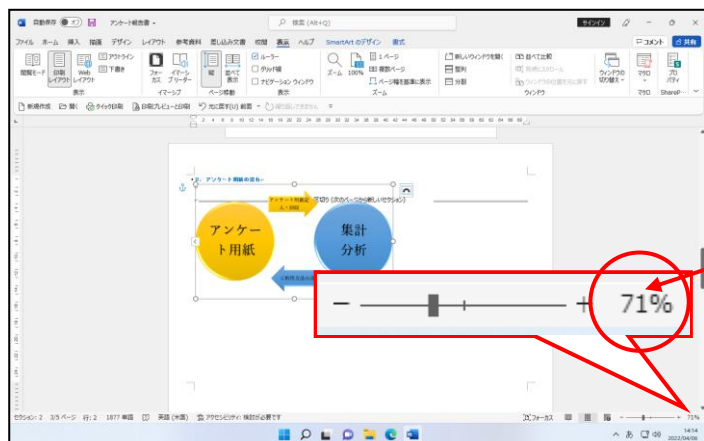 自動保存 オフ アンケート報告書 検索 (Alt+Q) サインイン
ファイル ホーム 挿入 描画 デザイン レイアウト 参考資料 差し込み文書 校閲 表示 ヘルプ SmartArt のデザイン 書式 コメント 共有
閲覧モード 印刷レイアウト Web レイアウト アウトライン 下書き フォーカス イマーシブ リーダー 縦 並べて表示 ルーラー グリッド線 ナビゲーション ウィンドウ ズーム 100% 1 ページ 複数ページ ページ幅を基準に表示 新しいウィンドウを開く 整列 分割 並べて比較 ウィンドウの切り替え マクロ プロパティ
表示 イマーシブ ページ移動 表示 ズーム ウィンドウ マクロ SharePo...
新規作成 開く クイック印刷 印刷プレビューと印刷 元に戻す(U) 範囲
区切り (次のページから新しいセクション)
アンケー
ト用紙
集計
分析
− + 71%
セクション: 2 3/5 ページ 行: 2 1877 単語 英語 (米国) アクセシビリティ: 検討が必要です フォーカス − + 71%
あ 14:14
2022/04/06